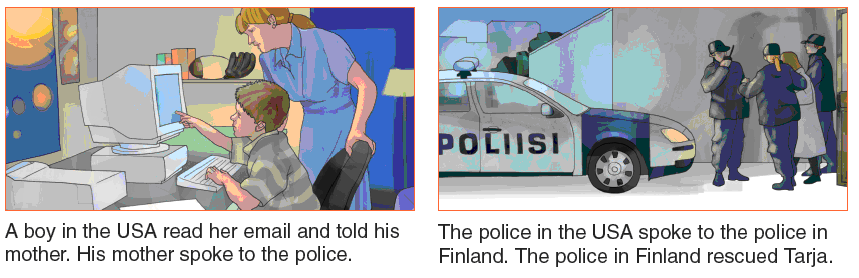 A boy in the USA read her email and told his
mother. His mother spoke to the police.
POLIISI
The police in the USA spoke to the police in
Finland. The police in Finland rescued Tarja.